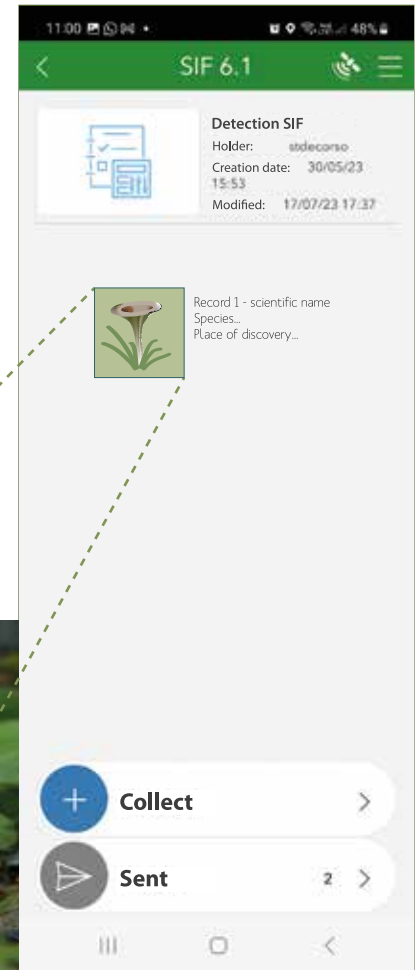 11:00 48%
SIF 6.1
Detection SIF
Holder: stdecorso
Creation date: 30/05/23
15:53
Modified: 17/07/23 17:37
Record 1 - scientific name
Species...
Place of discovery...
Collect
Sent 2